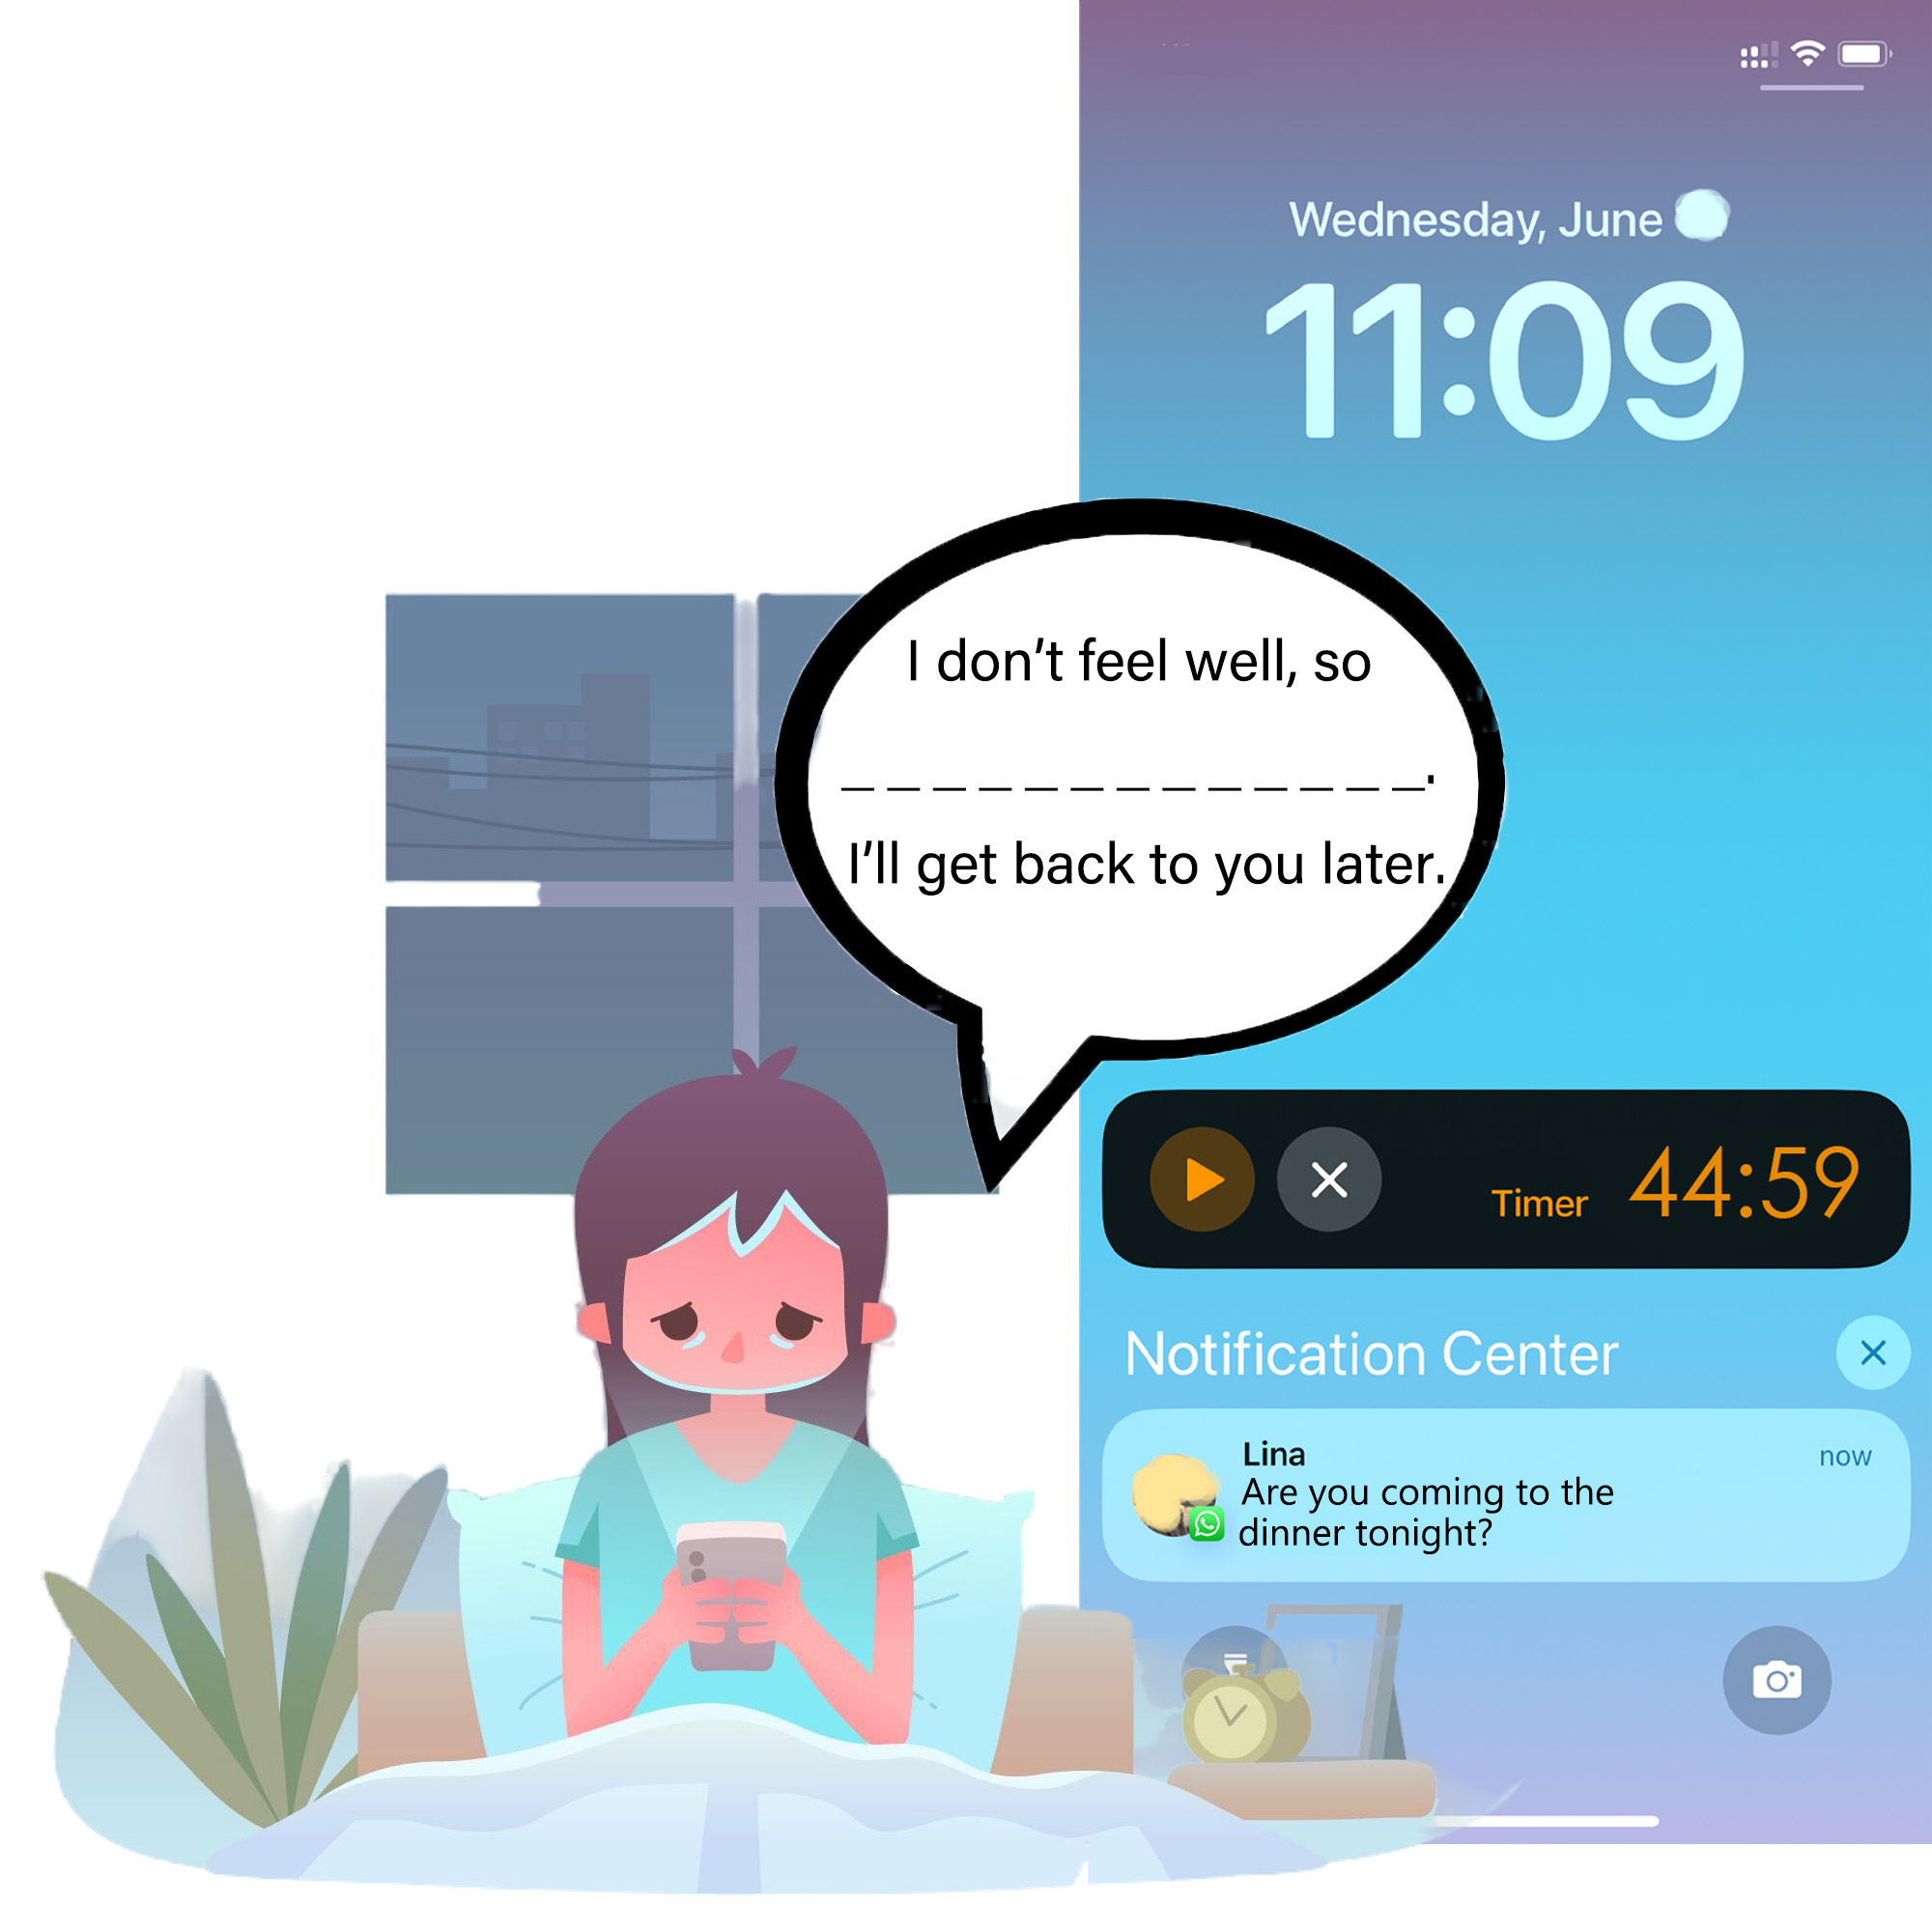 Wednesday, June
11:09
I don't feel well, so
_ _ _ _ _ _ _ _ _ _ _ _ _.
I'll get back to you later.
Timer 44:59
Notification Center
Lina now
Are you coming to the
dinner tonight?